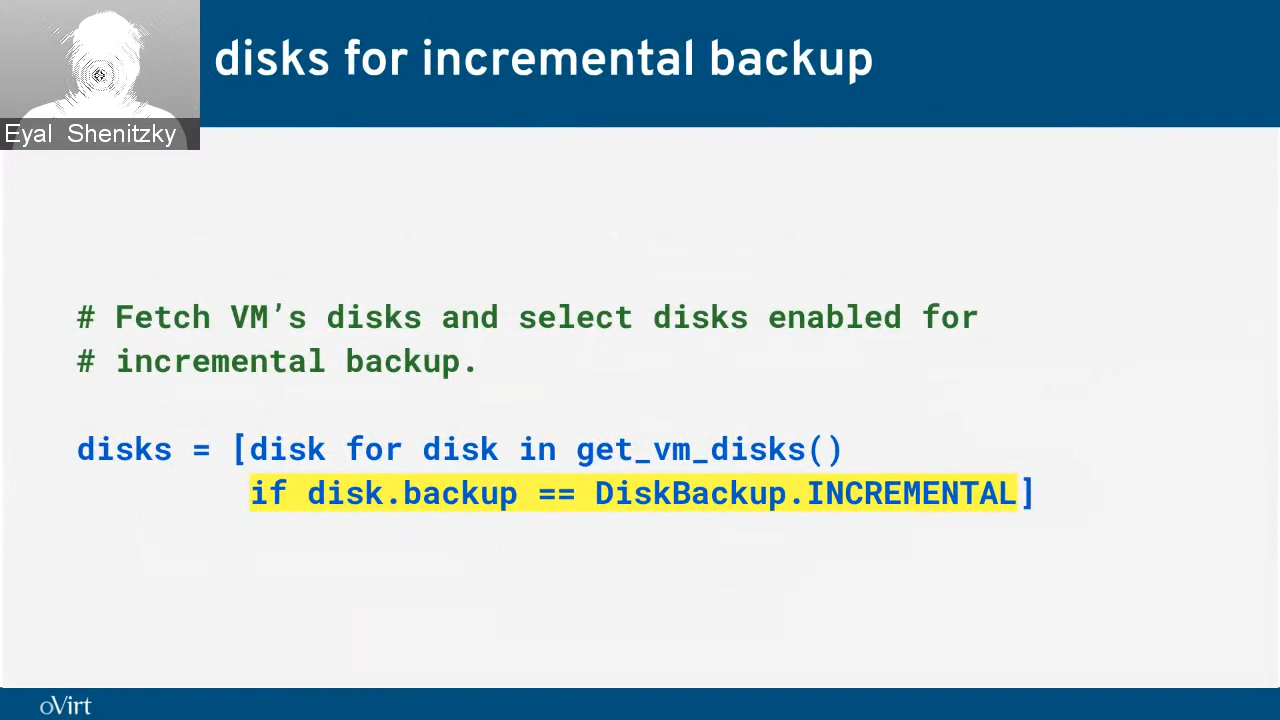 disks for incremental backup
Eyal Shenitzky
# Fetch VM’s disks and select disks enabled for
# incremental backup.
disks = [disk for disk in get_vm_disks()
if disk.backup == DiskBackup.INCREMENTAL]
oVirt